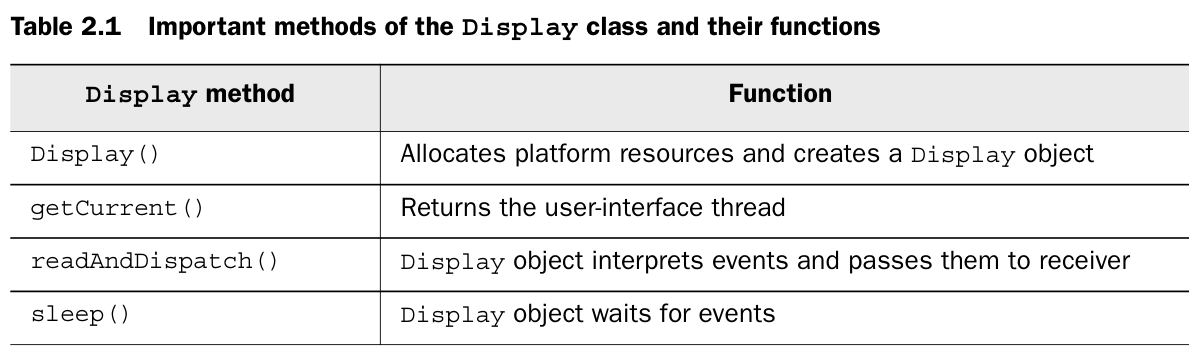 Table 2.1 Important methods of the Display class and their functions
Display method Function
Display() Allocates platform resources and creates a Display object
getCurrent() Returns the user-interface thread
readAndDispatch() Display object interprets events and passes them to receiver
sleep() Display object waits for events